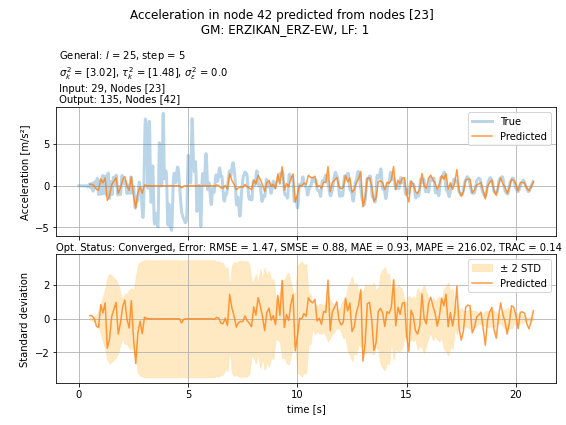 Acceleration in node 42 predicted from nodes [23]
GM: ERZIKAN_ERZ-EW, LF: 1
General: l = 25, step = 5
σ²ₖ = [3.02], τ²ₖ = [1.48], σ²ε = 0.0
Input: 29, Nodes [23]
Output: 135, Nodes [42]
Acceleration [m/s²]
5
0
−5
True
Predicted
Opt. Status: Converged, Error: RMSE = 1.47, SMSE = 0.88, MAE = 0.93, MAPE = 216.02, TRAC = 0.14
Standard deviation
2
0
−2
± 2 STD
Predicted
0 5 10 15 20
time [s]